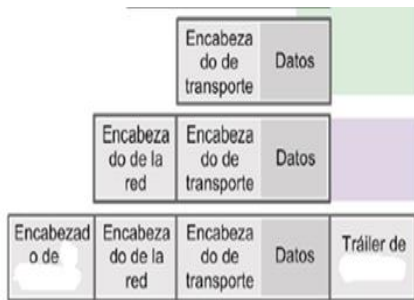 Encabeza
do de
transporte
Datos
Encabeza
do de la
red
Encabeza
do de
transporte
Datos
Encabezad
o de
Encabeza
do de la
red
Encabeza
do de
transporte
Datos
Tráiler de